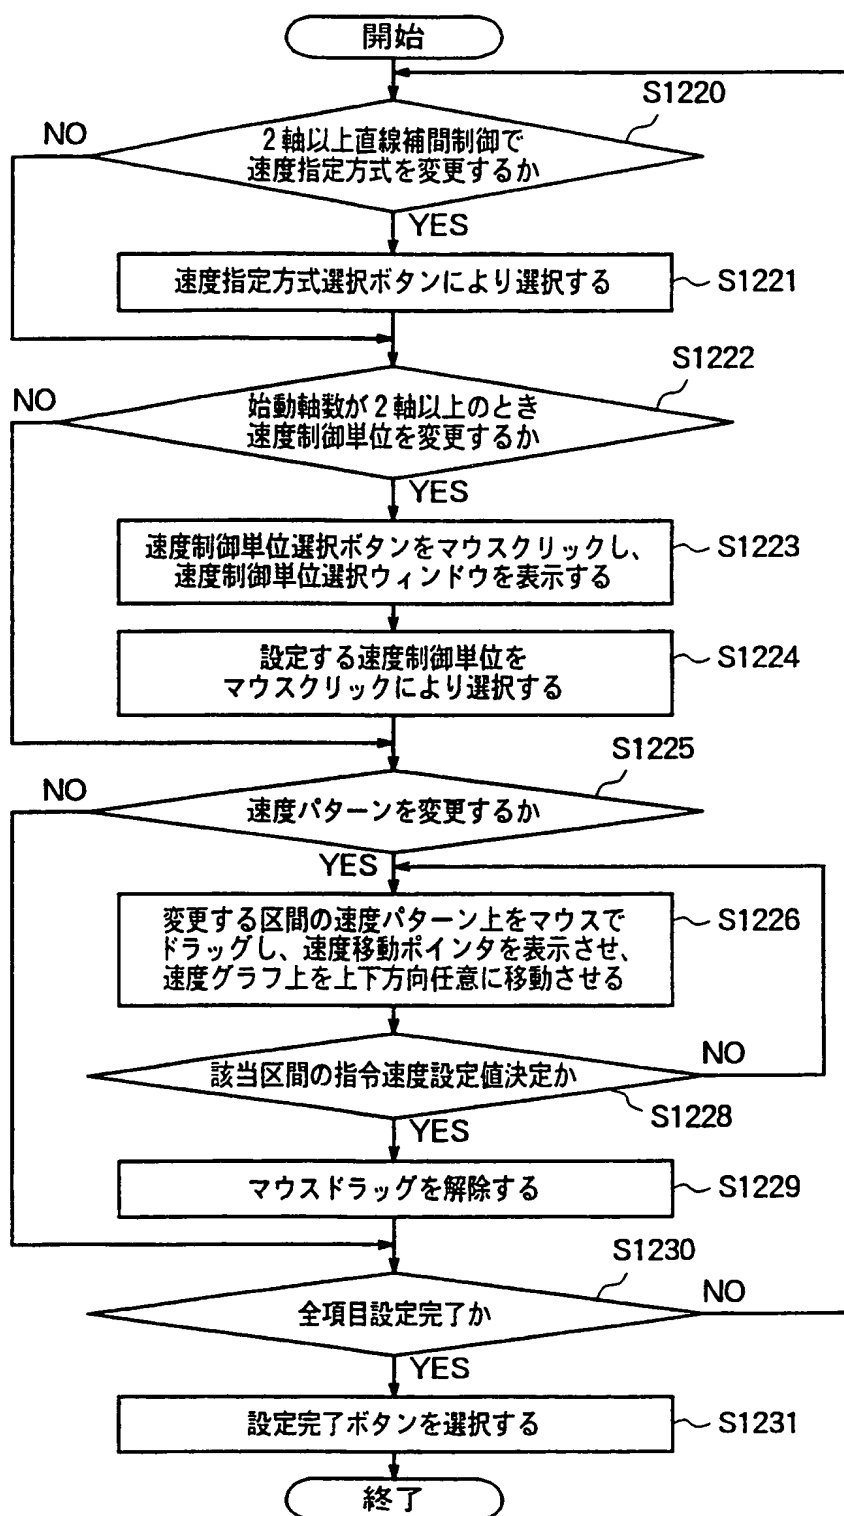 開始
S1220
NO
2軸以上直線補間制御で
速度指定方式を変更するか
YES
速度指定方式選択ボタンにより選択する
S1221
S1222
NO
始動軸数が2軸以上のとき
速度制御単位を変更するか
YES
速度制御単位選択ボタンをマウスクリックし、
速度制御単位選択ウィンドウを表示する
S1223
設定する速度制御単位を
マウスクリックにより選択する
S1224
S1225
NO
速度パターンを変更するか
YES
変更する区間の速度パターン上をマウスで
ドラッグし、速度移動ポインタを表示させ、
速度グラフ上を上下方向任意に移動させる
S1226
NO
該当区間の指令速度設定値決定か
S1228
YES
マウスドラッグを解除する
S1229
S1230
NO
全項目設定完了か
YES
設定完了ボタンを選択する
S1231
終了